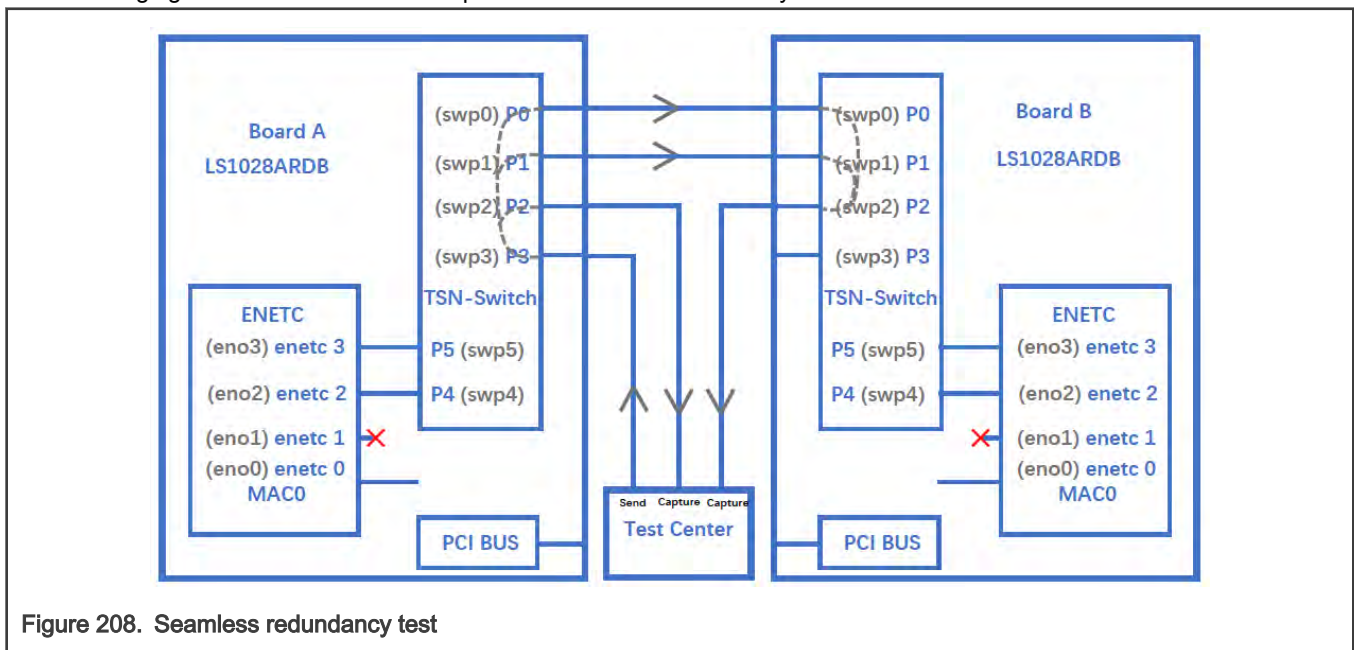 Board A
LS1028ARDB
(swp0) P0
(swp1) P1
(swp2) P2
(swp3) P3
TSN-Switch
P5 (swp5)
P4 (swp4)
ENETC
(eno3) enetc 3
(eno2) enetc 2
(eno1) enetc 1
(eno0) enetc 0
MAC0
PCI BUS
Send Capture Capture
Test Center
Board B
LS1028ARDB
(swp0) P0
(swp1) P1
(swp2) P2
(swp3) P3
TSN-Switch
P5 (swp5)
P4 (swp4)
ENETC
(eno3) enetc 3
(eno2) enetc 2
(eno1) enetc 1
(eno0) enetc 0
MAC0
PCI BUS
Figure 208. Seamless redundancy test